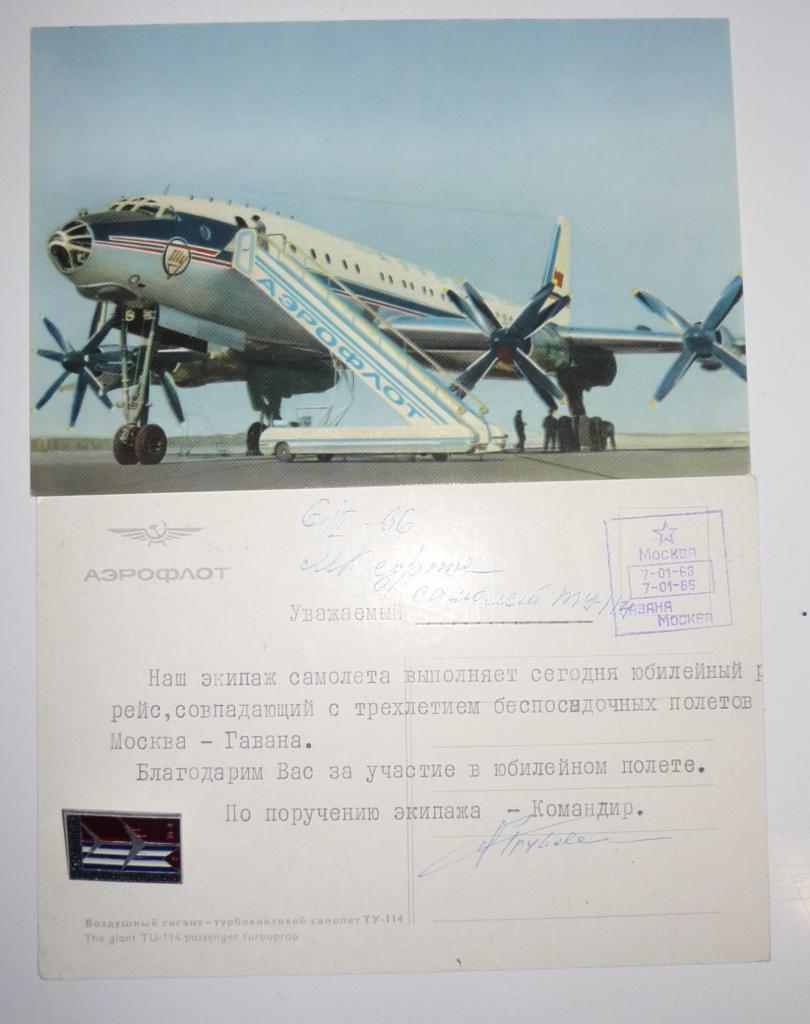 АЭРОФЛОТ
АЭРОФЛОТ
6/I-66
самолет ТУ-114
Москва
7-01-63
7-01-66
Гавана
Москва
Уважаемый
Наш экипаж самолета выполняет сегодня юбилейный р
рейс, совпадающий с трехлетием беспосадочных полетов
Москва - Гавана.
Благодарим Вас за участие в юбилейном полете.
По поручению экипажа - Командир.
Воздушный гигант-турбовинтовой самолет ТУ-114
The giant TU-114 passenger turboprop